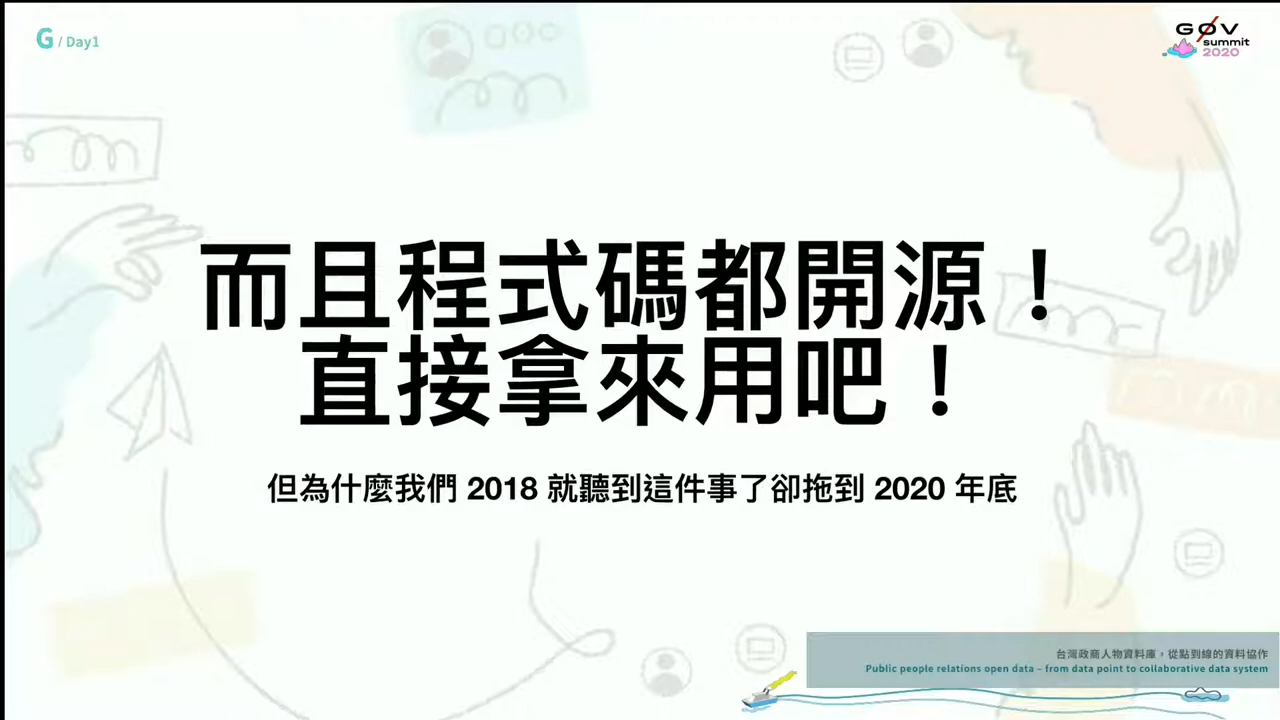 G / Day1
GØV
summit
2020
而且程式碼都開源！
直接拿來用吧！
但為什麼我們 2018 就聽到這件事了卻拖到 2020 年底
台灣政商人物資料庫，從點到線的資料協作
Public people relations open data – from data point to collaborative data system